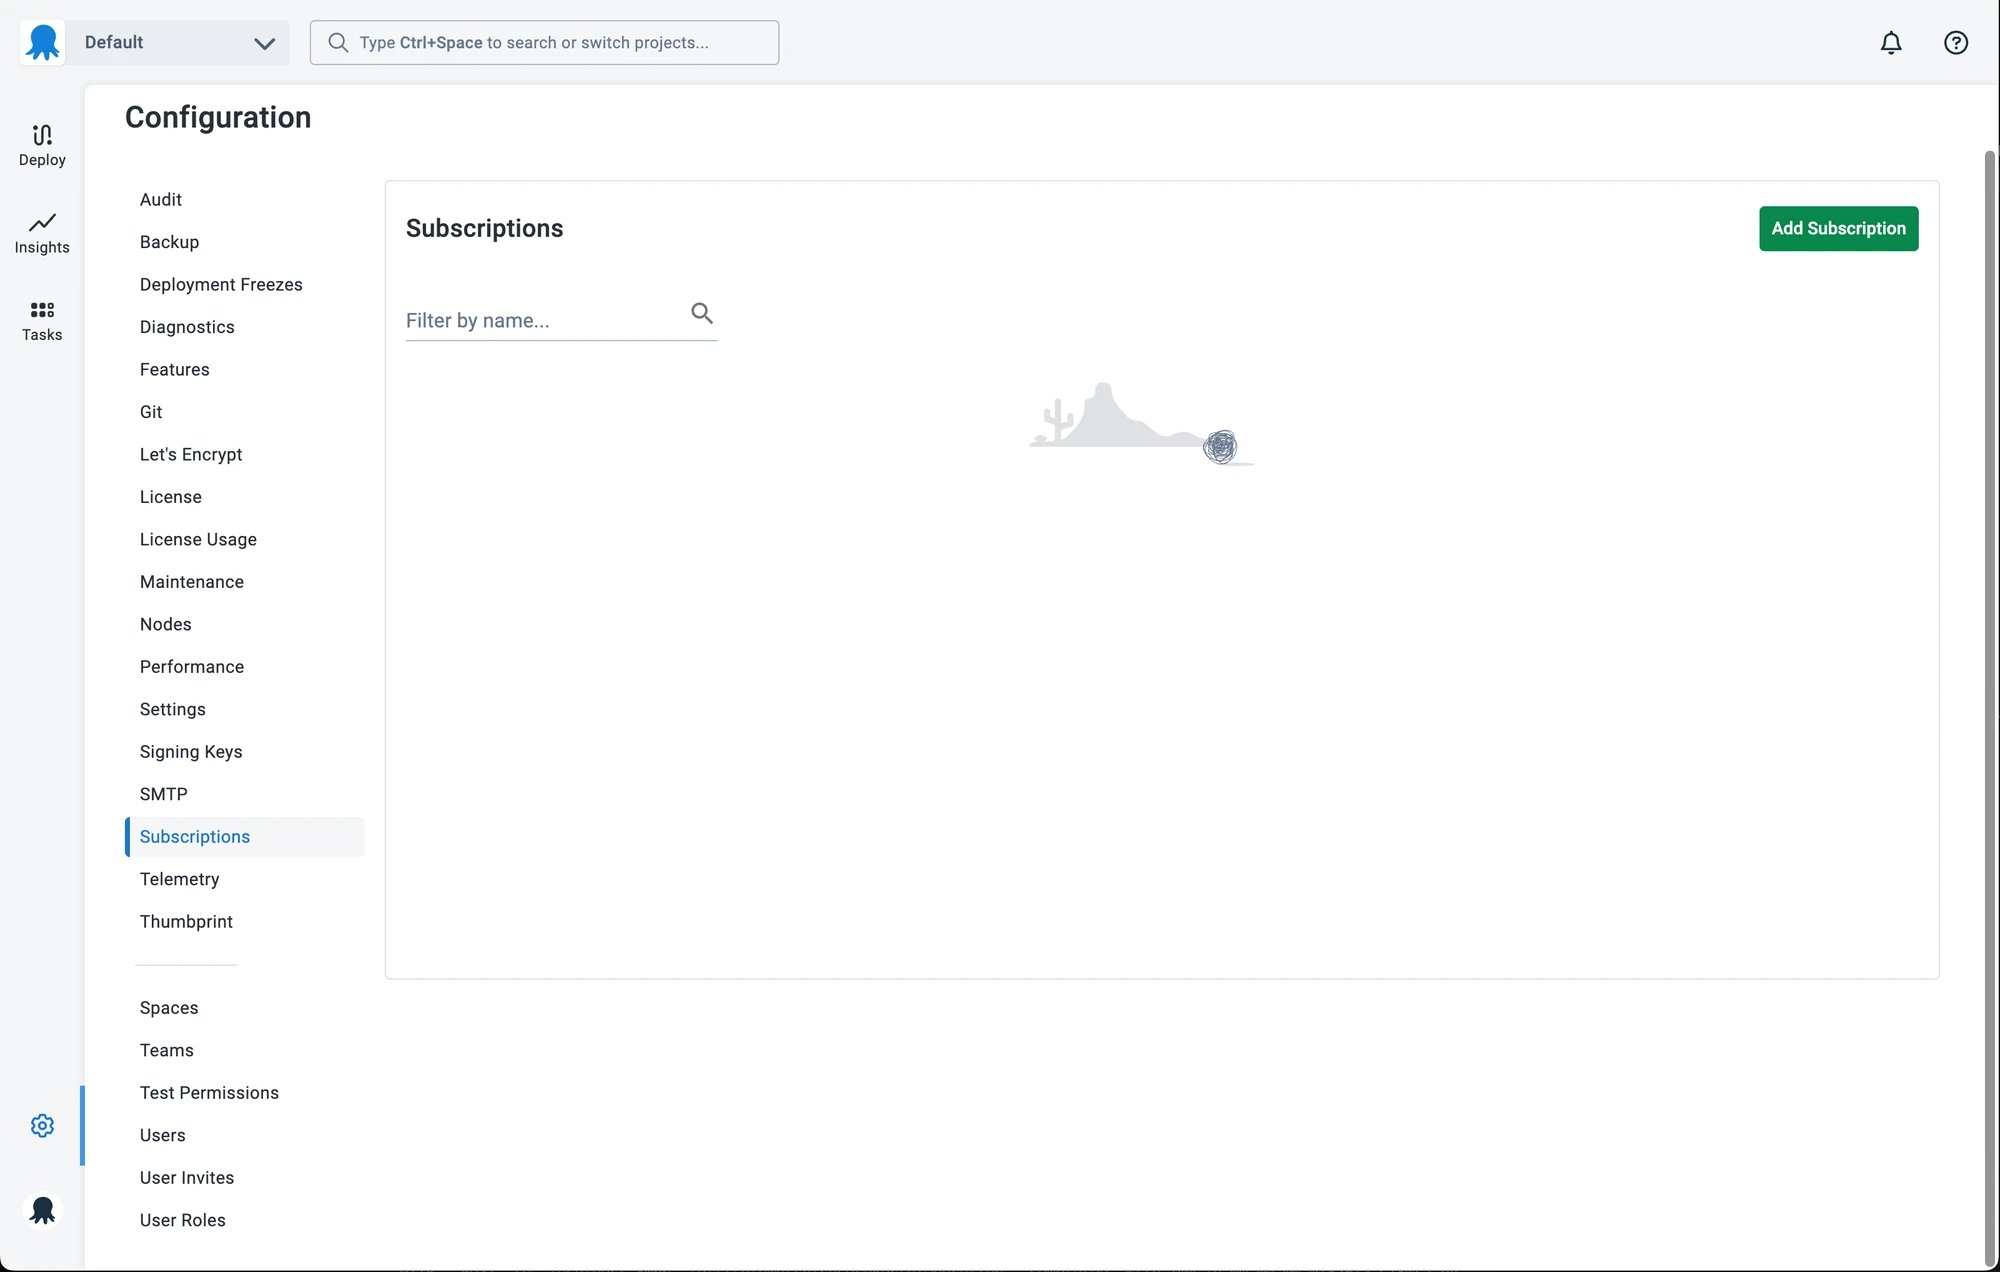 Default
Type Ctrl+Space to search or switch projects...
Deploy
Insights
Tasks
Configuration
Audit
Backup
Deployment Freezes
Diagnostics
Features
Git
Let's Encrypt
License
License Usage
Maintenance
Nodes
Performance
Settings
Signing Keys
SMTP
Subscriptions
Telemetry
Thumbprint
Spaces
Teams
Test Permissions
Users
User Invites
User Roles
Subscriptions
Add Subscription
Filter by name...